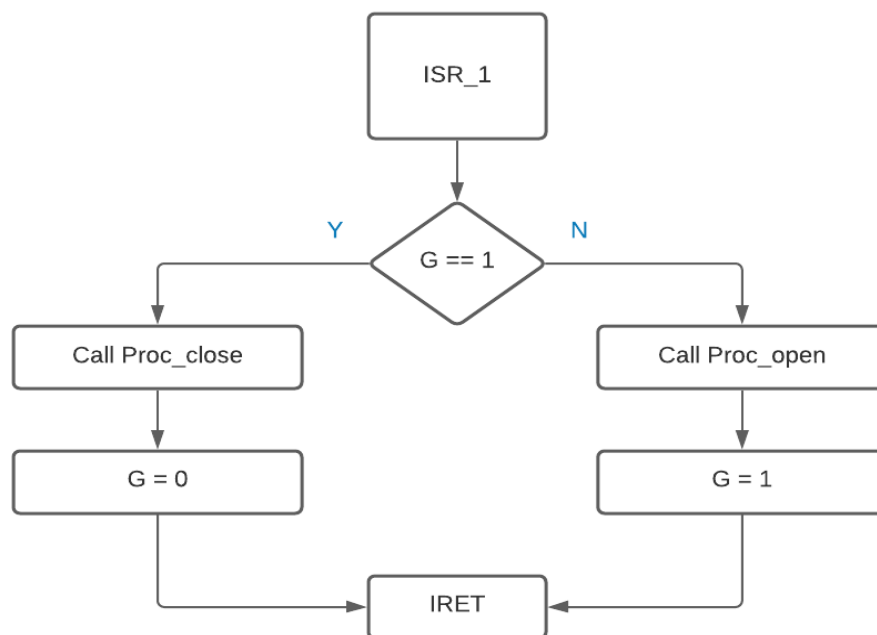 ISR_1
Y
N
G == 1
Call Proc_close
Call Proc_open
G = 0
G = 1
IRET